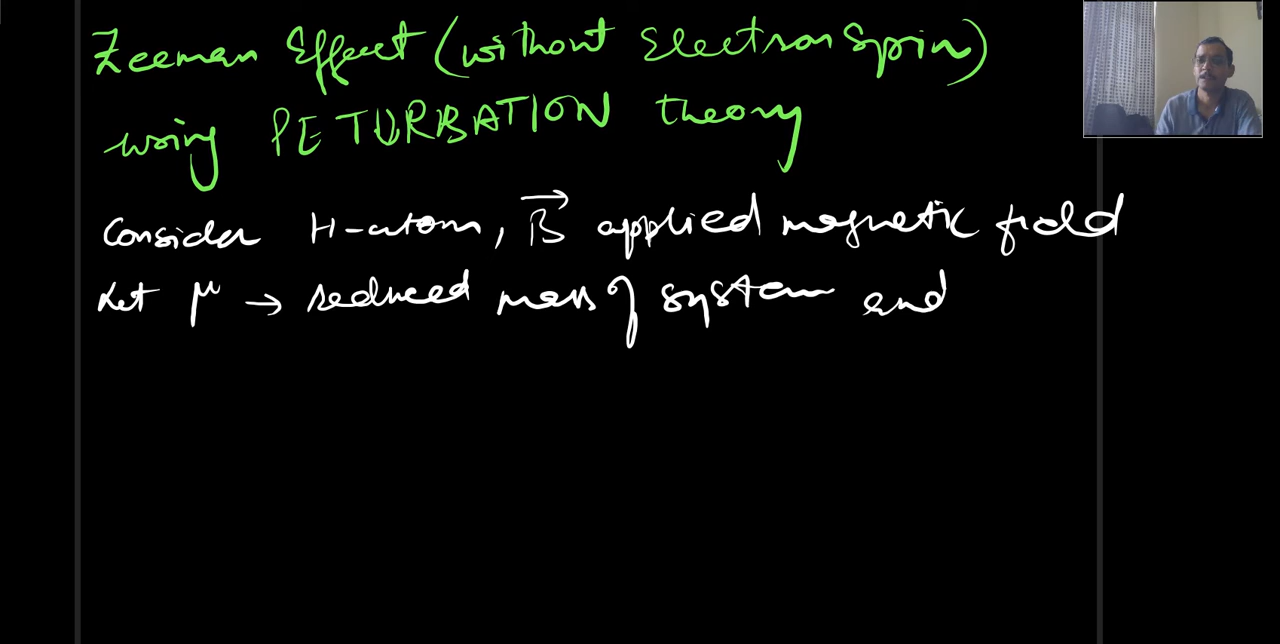 Zeeman Effect (without Electron Spin)
using PETURBATION theory
Consider H-atom, B applied magnetic field
Let μ → reduced mass of system and